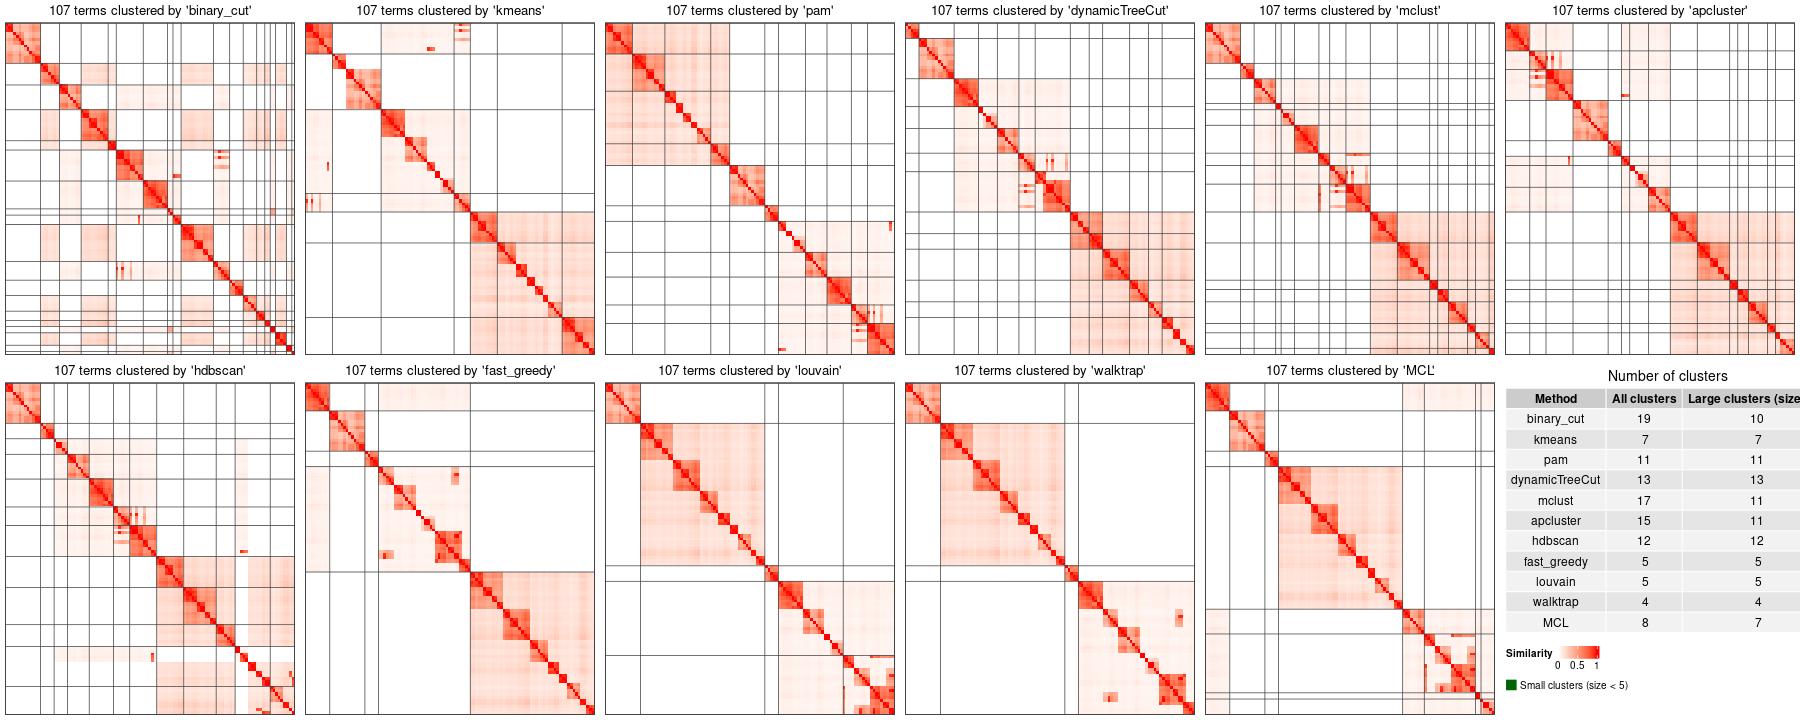 107 terms clustered by 'binary_cut'
107 terms clustered by 'kmeans'
107 terms clustered by 'pam'
107 terms clustered by 'dynamicTreeCut'
107 terms clustered by 'mclust'
107 terms clustered by 'apcluster'
107 terms clustered by 'hdbscan'
107 terms clustered by 'fast_greedy'
107 terms clustered by 'louvain'
107 terms clustered by 'walktrap'
107 terms clustered by 'MCL'
Number of clusters
Method All clusters Large clusters (size
binary_cut 19 10
kmeans 7 7
pam 11 11
dynamicTreeCut 13 13
mclust 17 11
apcluster 15 11
hdbscan 12 12
fast_greedy 5 5
louvain 5 5
walktrap 4 4
MCL 8 7
Similarity
0 0.5 1
Small clusters (size < 5)